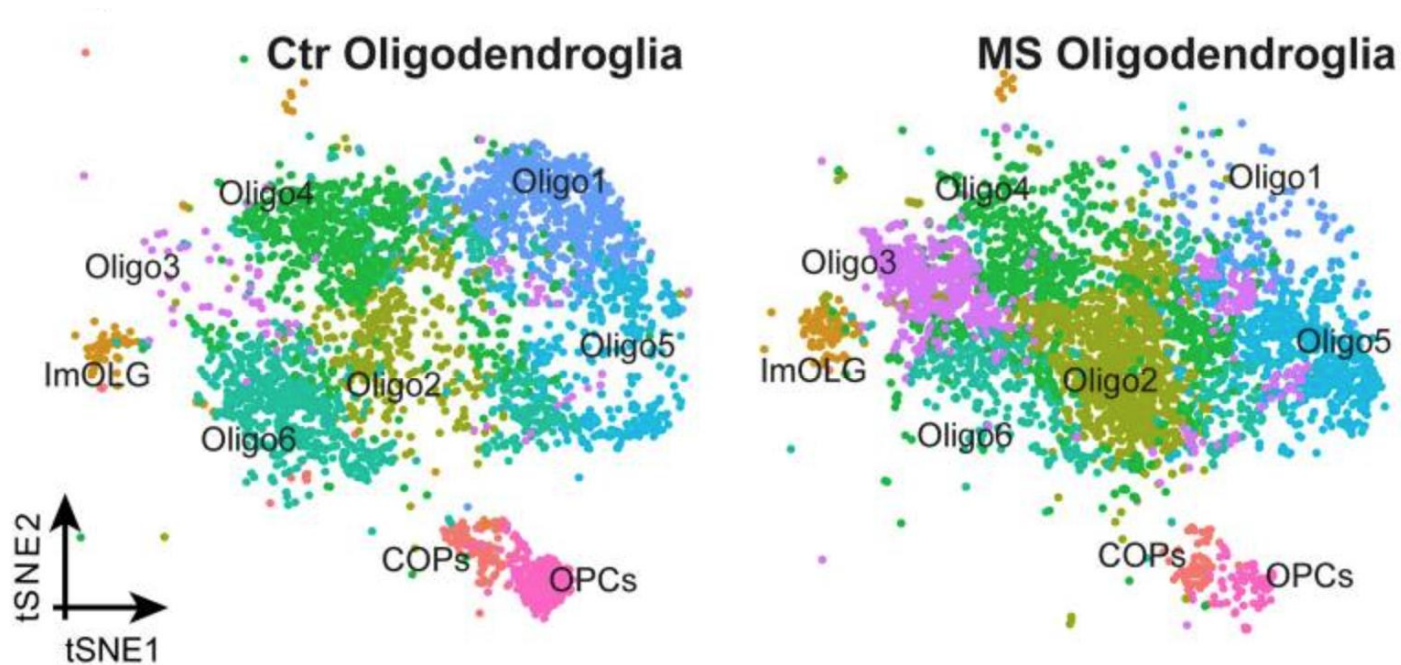 Ctr Oligodendroglia
Oligo4
Oligo1
Oligo3
Oligo5
ImOLG
Oligo2
Oligo6
COPs
OPCs
tSNE2
tSNE1
MS Oligodendroglia
Oligo4
Oligo1
Oligo3
Oligo5
ImOLG
Oligo2
Oligo6
COPs
OPCs